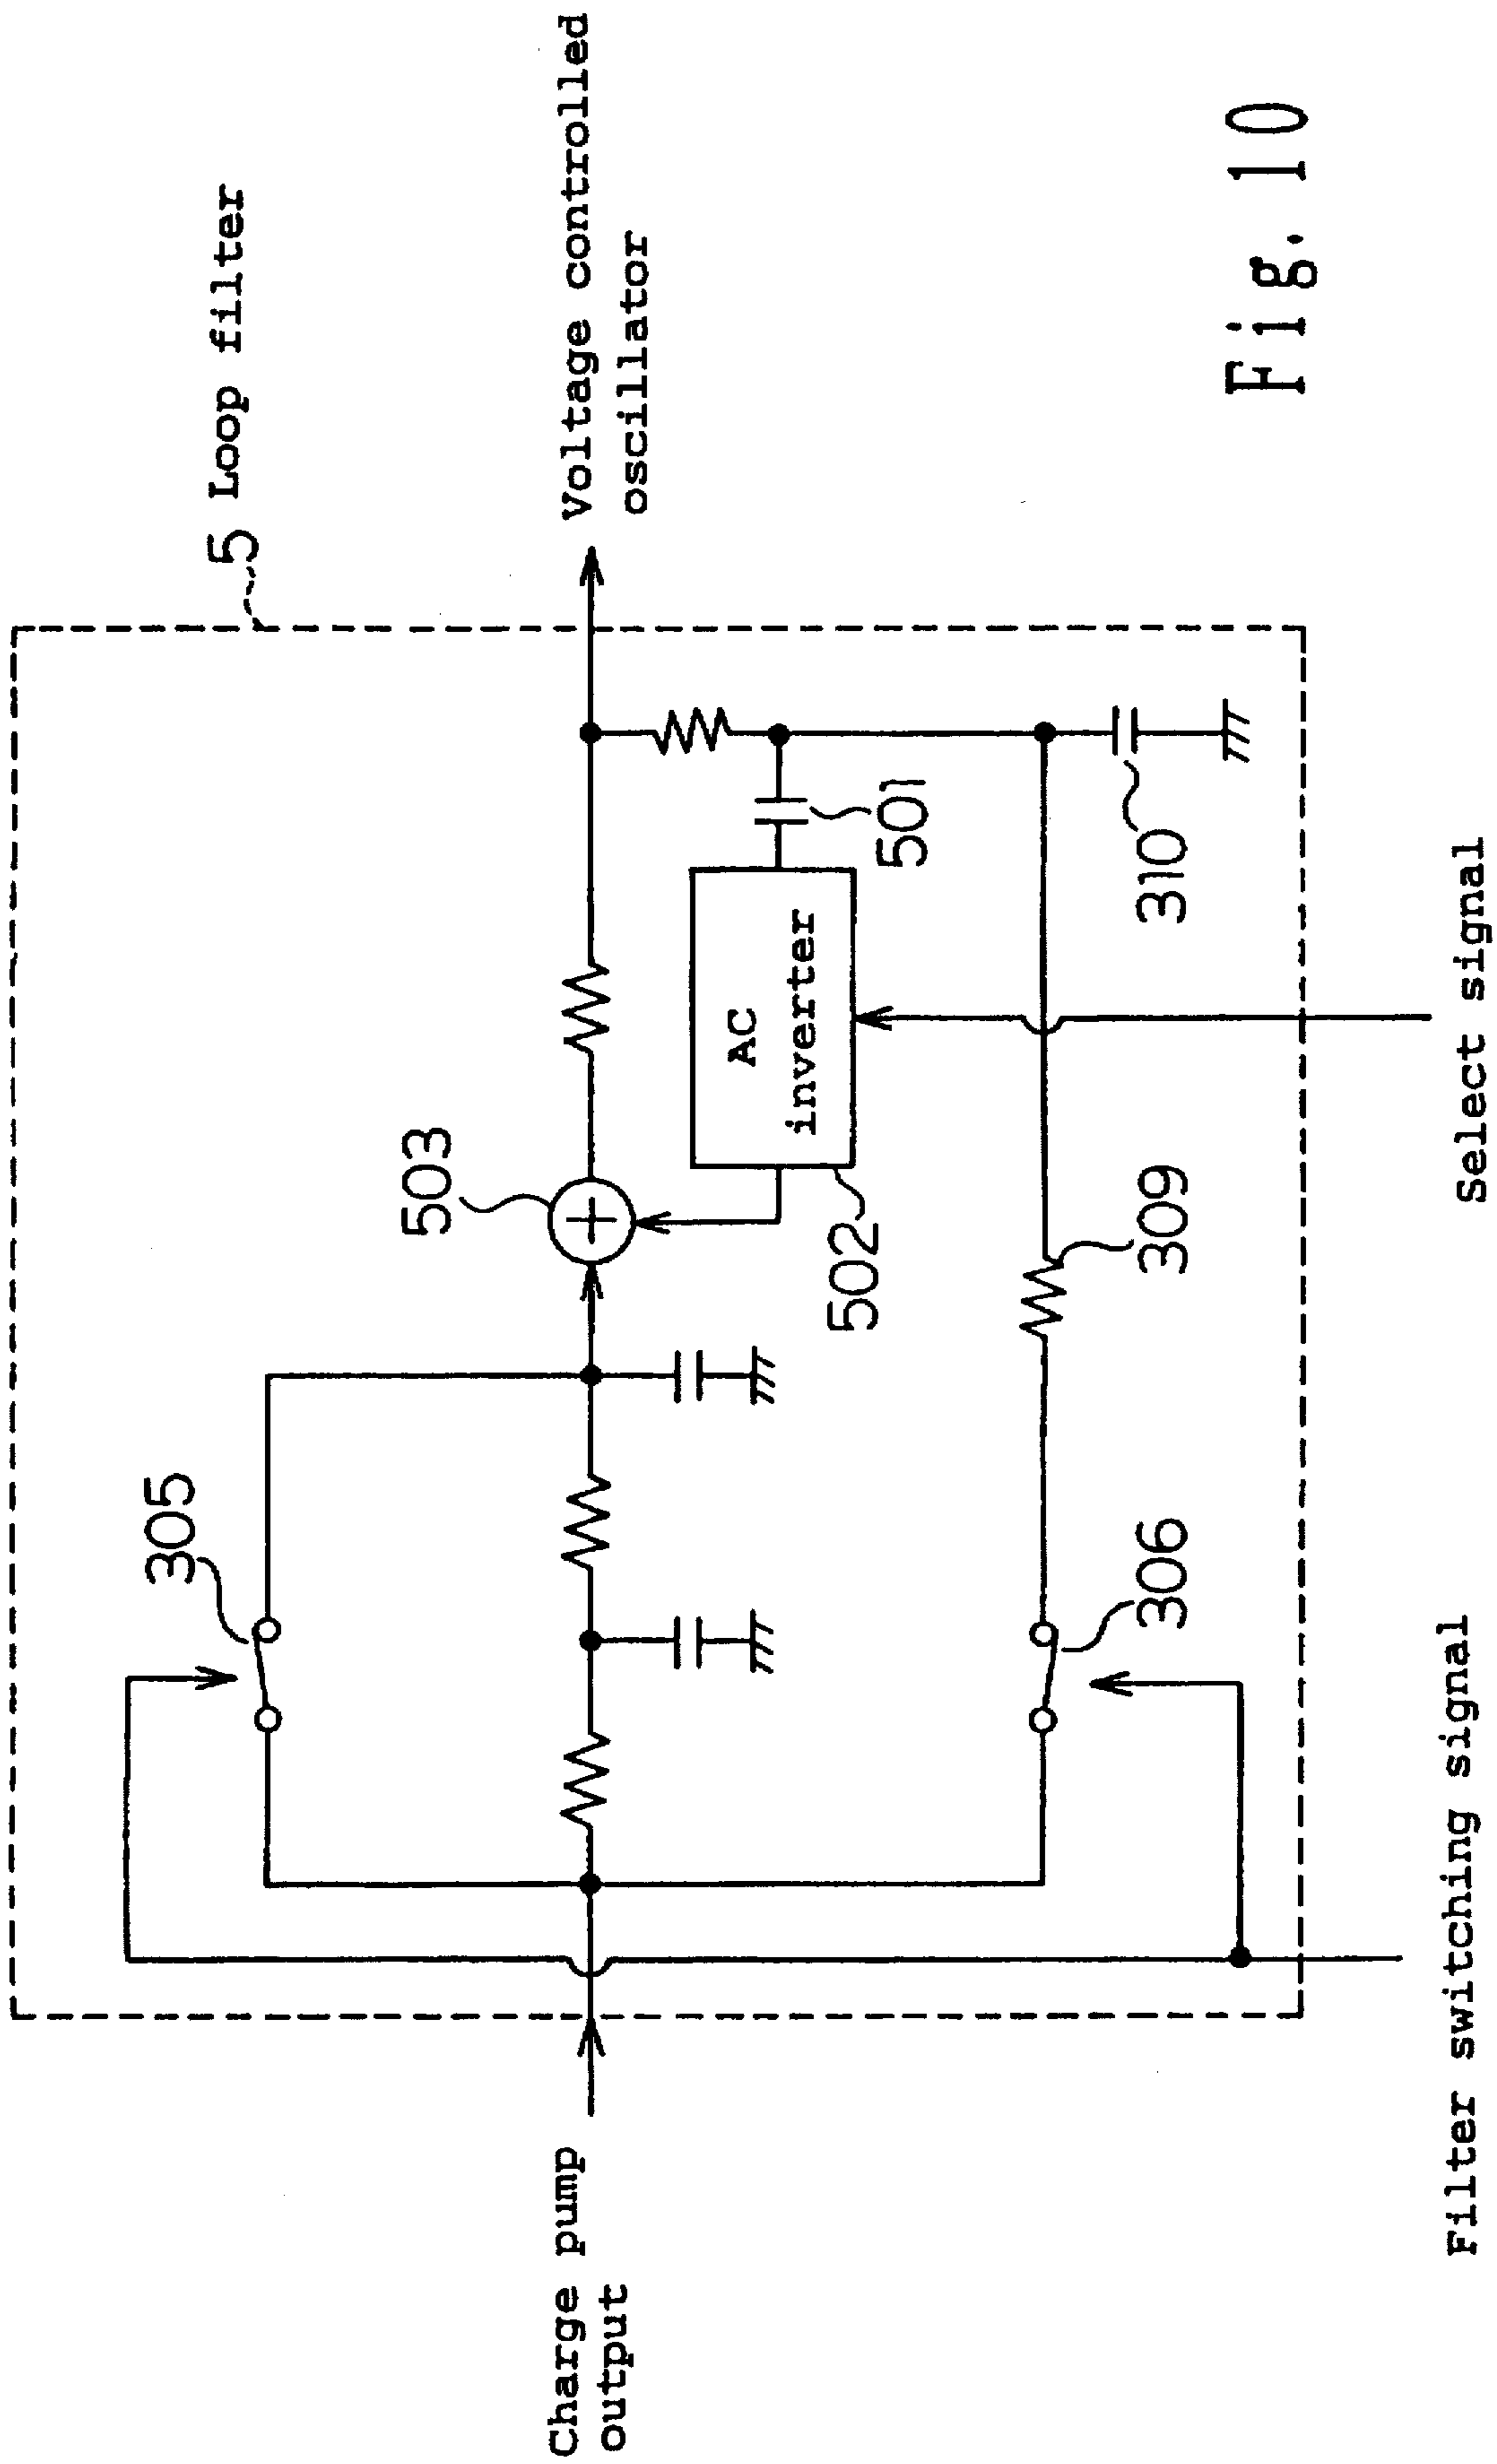 5 Loop filter
305
503
Charge pump
output
Voltage controlled
oscillator
AC
inverter
501
502
306
309
310
Filter switching signal
Select signal
Fig. 10